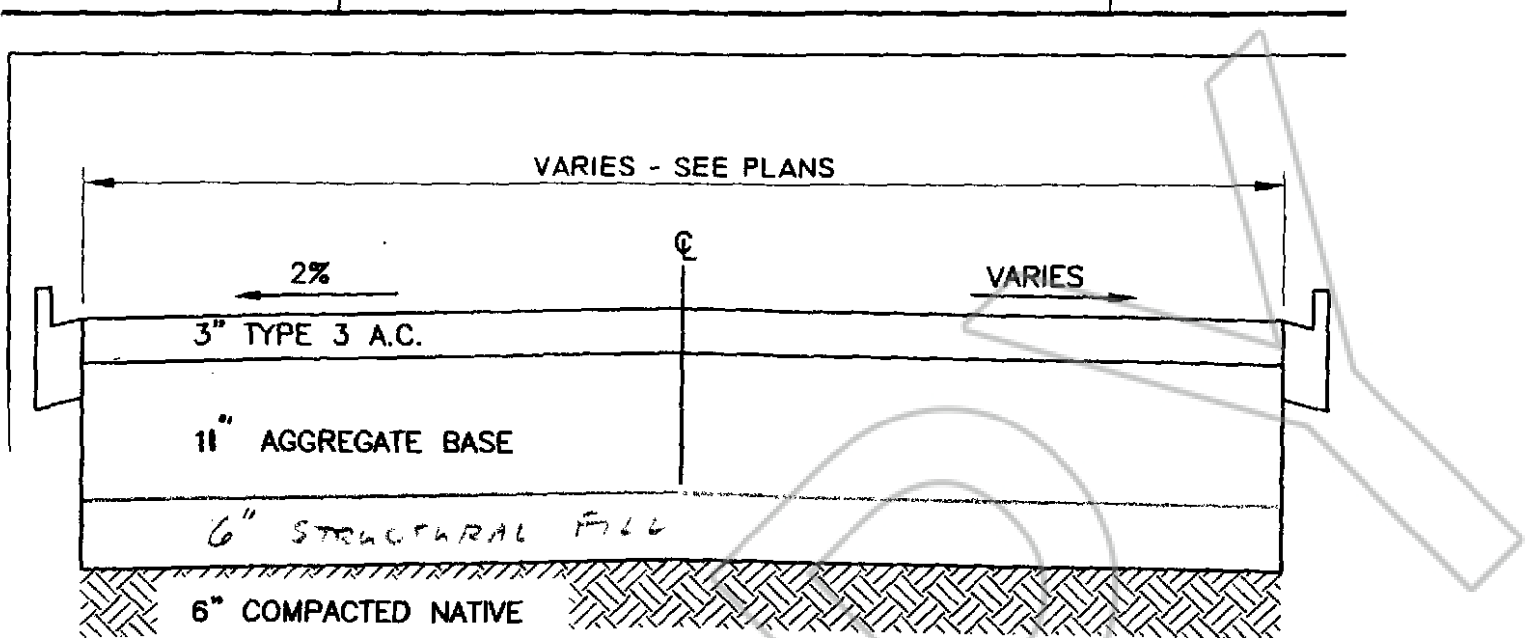 VARIES - SEE PLANS
℄
2% VARIES
3" TYPE 3 A.C.
11" AGGREGATE BASE
6" STRUCTURAL FILL
6" COMPACTED NATIVE